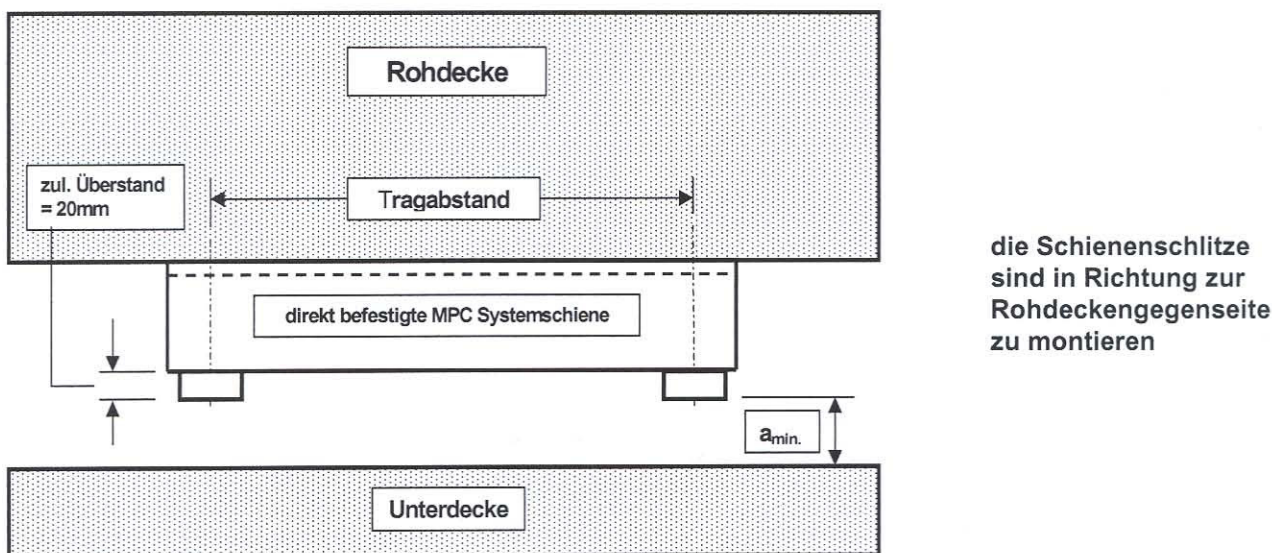 Rohdecke
zul. Überstand
= 20mm
Tragabstand
direkt befestigte MPC Systemschiene
die Schienenschlitze
sind in Richtung zur
Rohdeckengegenseite
zu montieren
amin.
Unterdecke